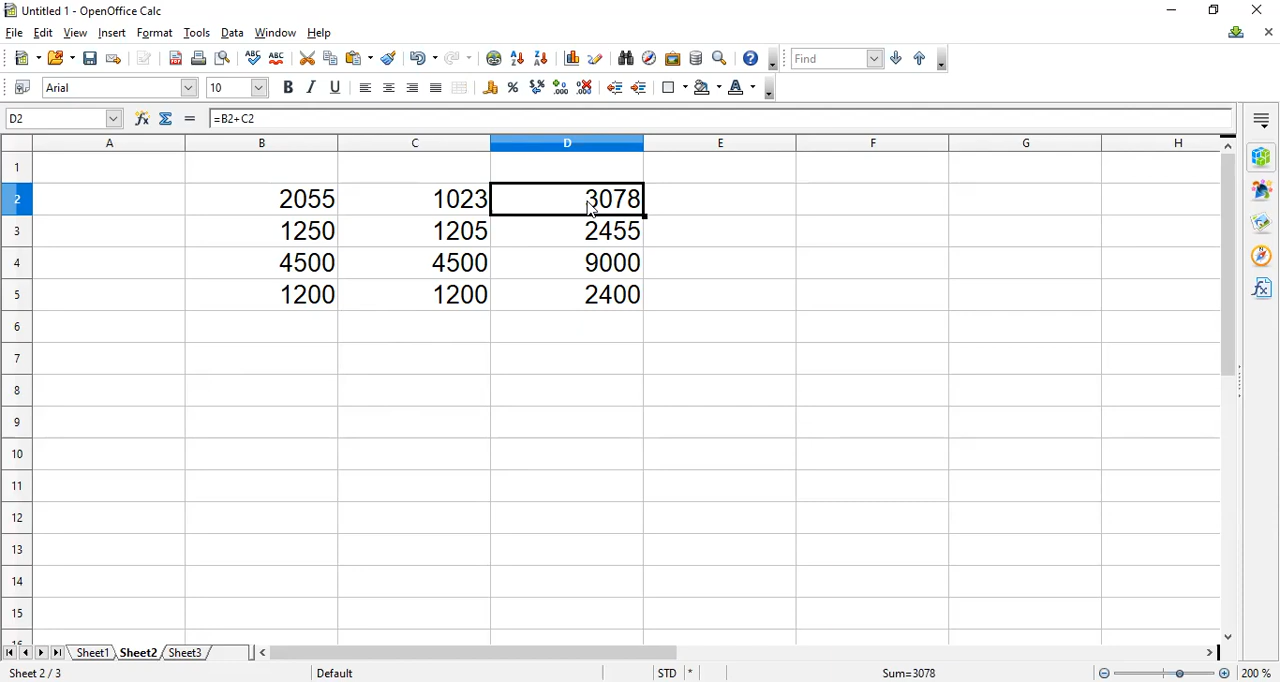 Untitled 1 - OpenOffice Calc
File Edit View Insert Format Tools Data Window Help
ABC ABC Find
Arial 10 B I U A
D2 =B2+C2
A B C D E F G H
1
2 2055 1023 3078
3 1250 1205 2455
4 4500 4500 9000
5 1200 1200 2400
6
7
8
9
10
11
12
13
14
15
16
Sheet1 Sheet2 Sheet3
Sheet 2 / 3 Default STD * Sum=3078 200 %